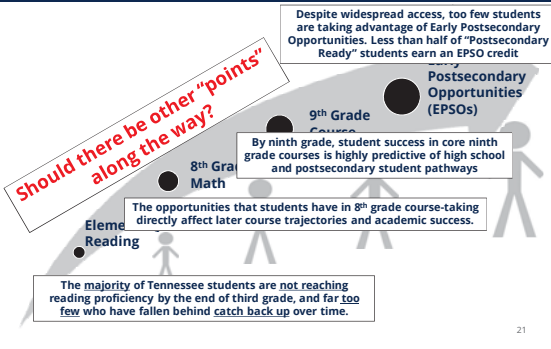 Despite widespread access, too few students
are taking advantage of Early Postsecondary
Opportunities. Less than half of “Postsecondary
Ready” students earn an EPSO credit
Early
Postsecondary
Opportunities
(EPSOs)
Should there be other “points”
along the way?
9th Grade
By ninth grade, student success in core ninth
grade courses is highly predictive of high school
and postsecondary student pathways
8th
Math
The opportunities that students have in 8th grade course-taking
directly affect later course trajectories and academic success.
Reading
The majority of Tennessee students are not reaching
reading proficiency by the end of third grade, and far too
few who have fallen behind catch back up over time.
21